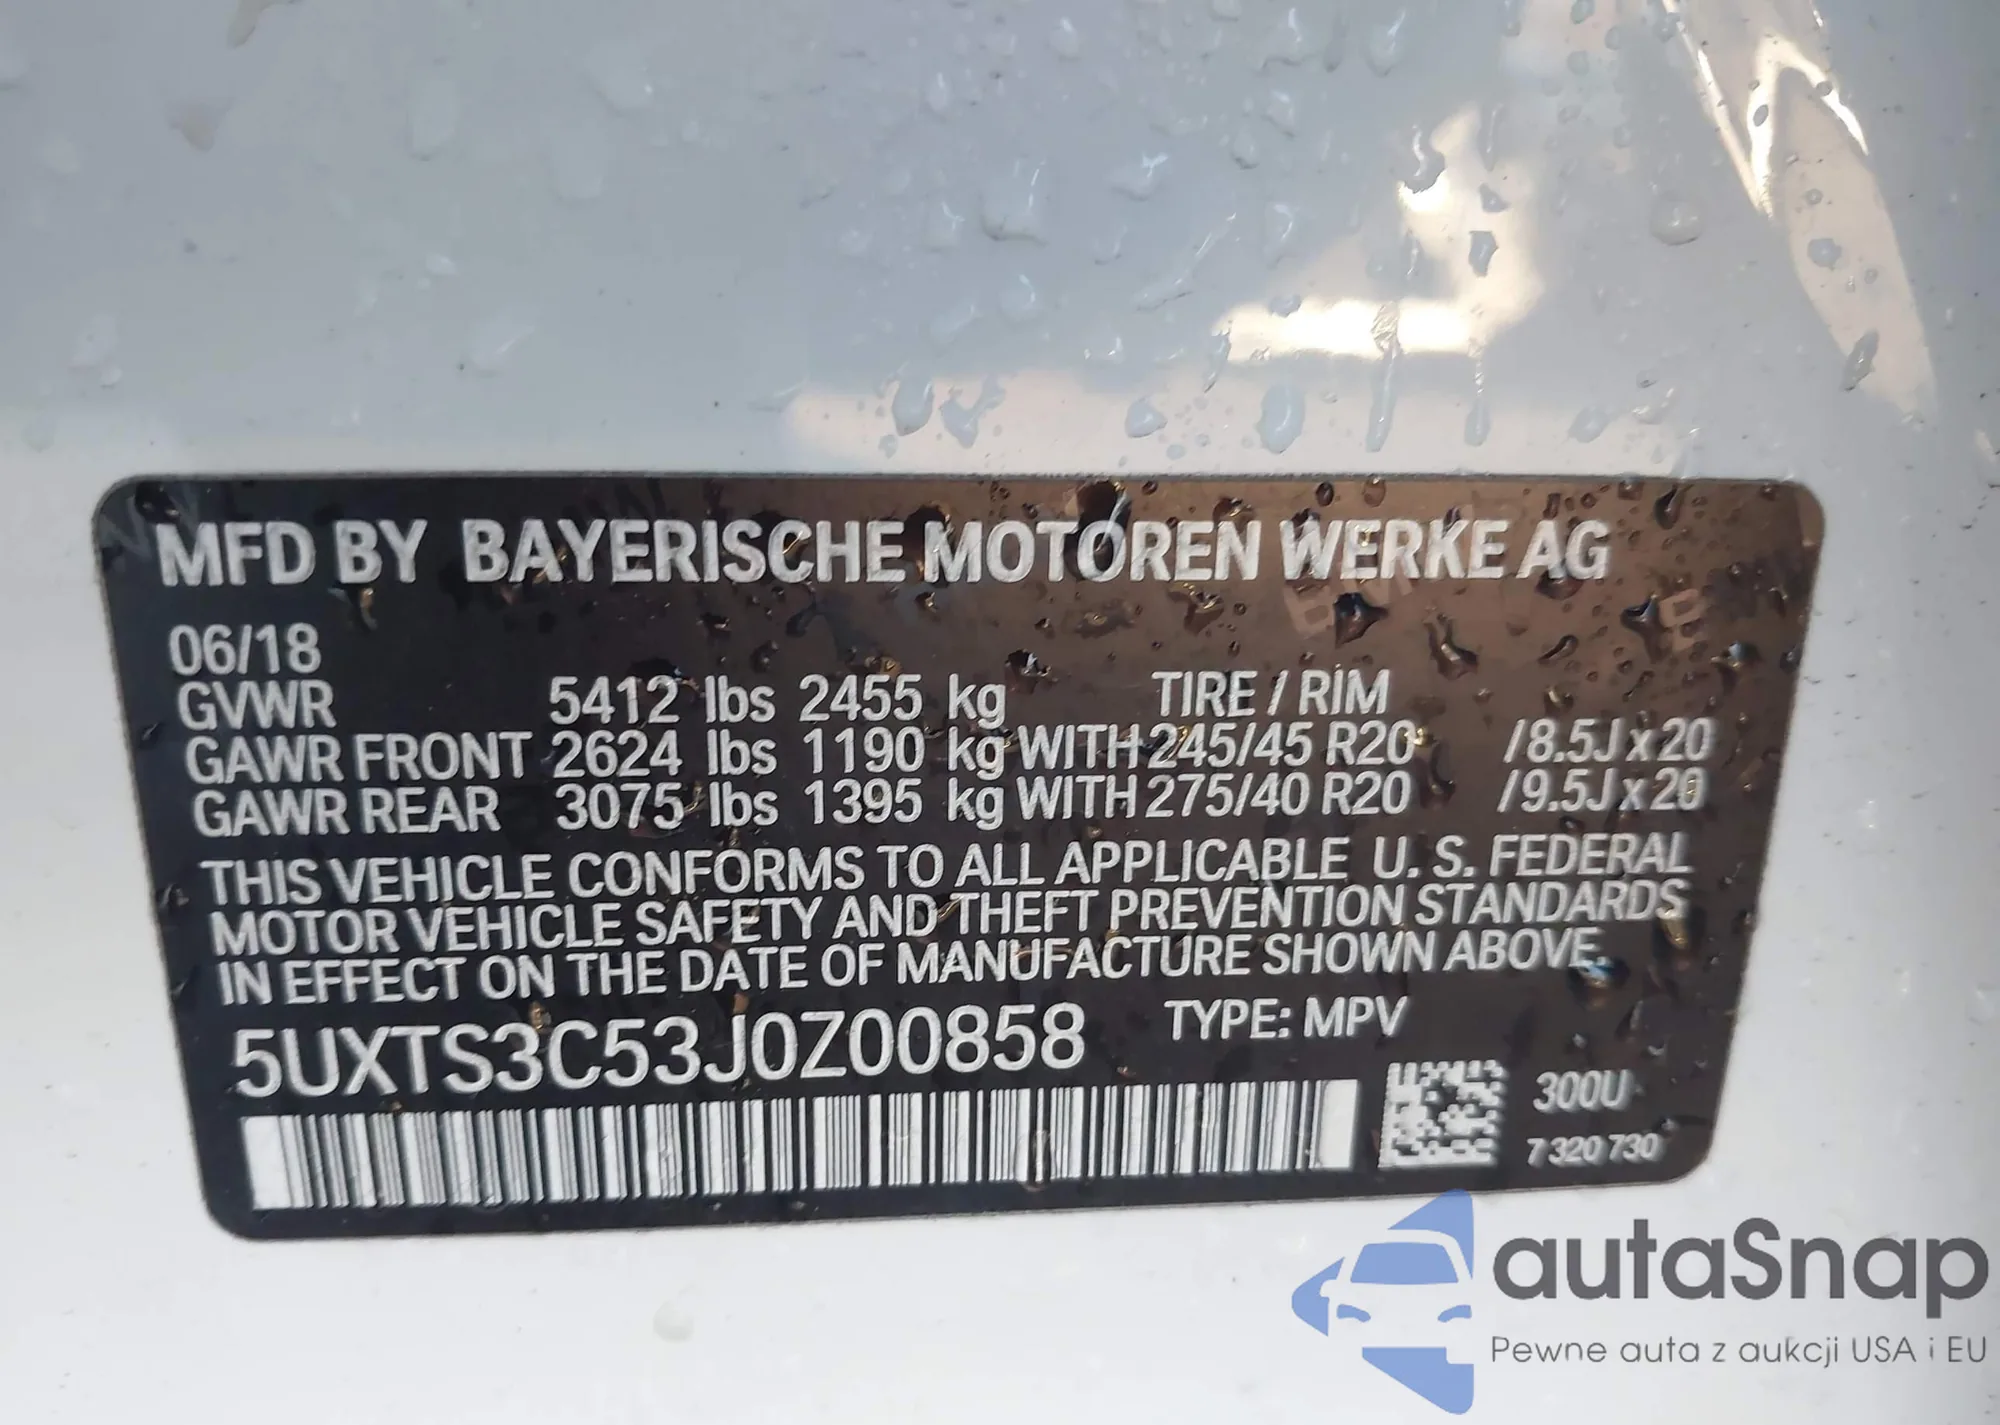 MFD BY BAYERISCHE MOTOREN WERKE AG
06/18
GVWR 5412 lbs 2455 kg TIRE / RIM
GAWR FRONT 2624 lbs 1190 kg WITH 245/45 R20 /8.5J x 20
GAWR REAR 3075 lbs 1395 kg WITH 275/40 R20 /9.5J x 20
THIS VEHICLE CONFORMS TO ALL APPLICABLE U. S. FEDERAL
MOTOR VEHICLE SAFETY AND THEFT PREVENTION STANDARDS
IN EFFECT ON THE DATE OF MANUFACTURE SHOWN ABOVE.
5UXTS3C53J0Z00858 TYPE: MPV
300U
7 320 730
autaSnap
Pewne auta z aukcji USA i EU